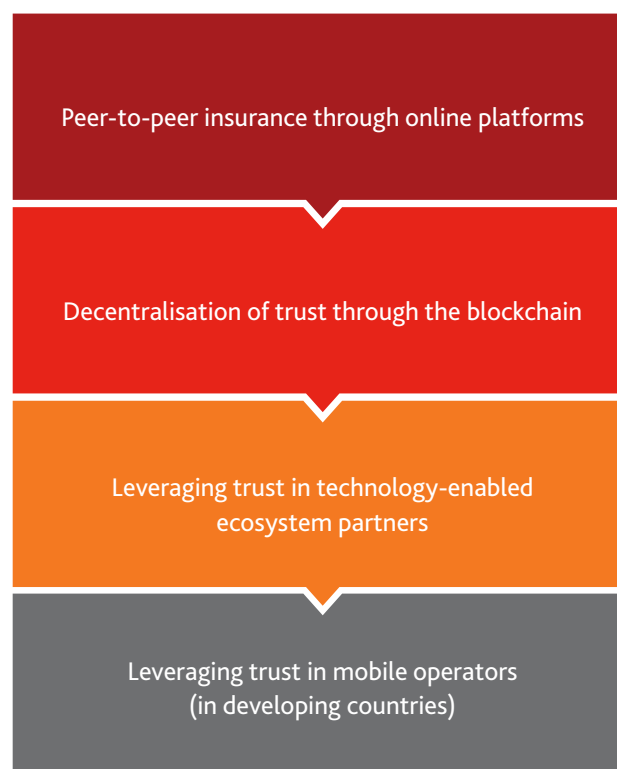 Peer-to-peer insurance through online platforms
Decentralisation of trust through the blockchain
Leveraging trust in technology-enabled
ecosystem partners
Leveraging trust in mobile operators
(in developing countries)